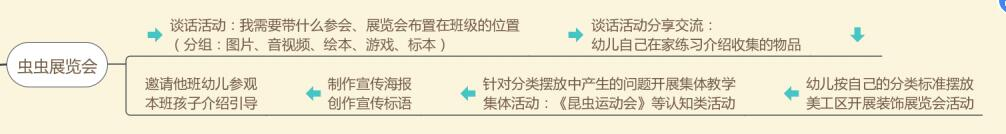 虫虫展览会
谈话活动：我需要带什么参会、展览会布置在班级的位置
（分组：图片、音视频、绘本、游戏、标本）
谈话活动分享交流：
幼儿自己在家练习介绍收集的物品
幼儿按自己的分类标准摆放
美工区开展装饰展览会活动
针对分类摆放中产生的问题开展集体教学
集体活动：《昆虫运动会》等认知类活动
制作宣传海报
创作宣传标语
邀请他班幼儿参观
本班孩子介绍引导